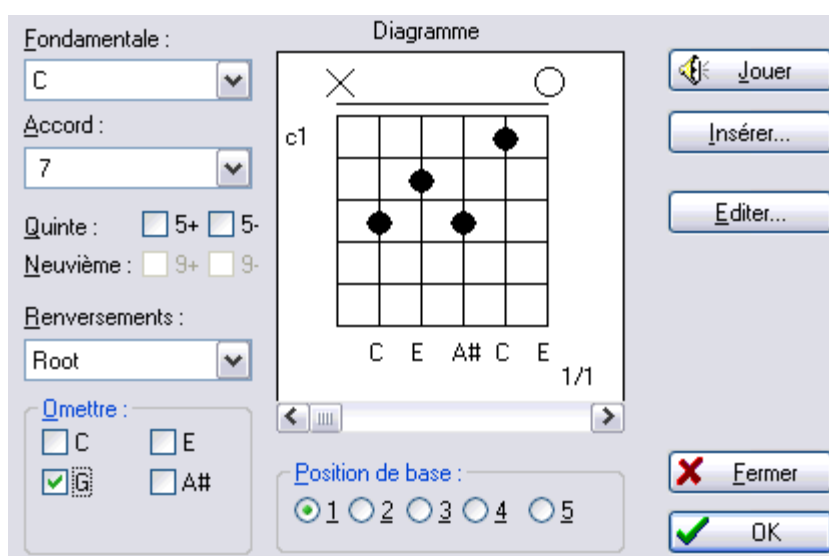 Fondamentale :
C
Accord :
7
Quinte : 5+ 5-
Neuvième : 9+ 9-
Renversements :
Root
Omettre :
C E
G A#
Diagramme
c1
C E A# C E
1/1
Position de base :
1 2 3 4 5
Jouer
Insérer...
Editer...
Fermer
OK